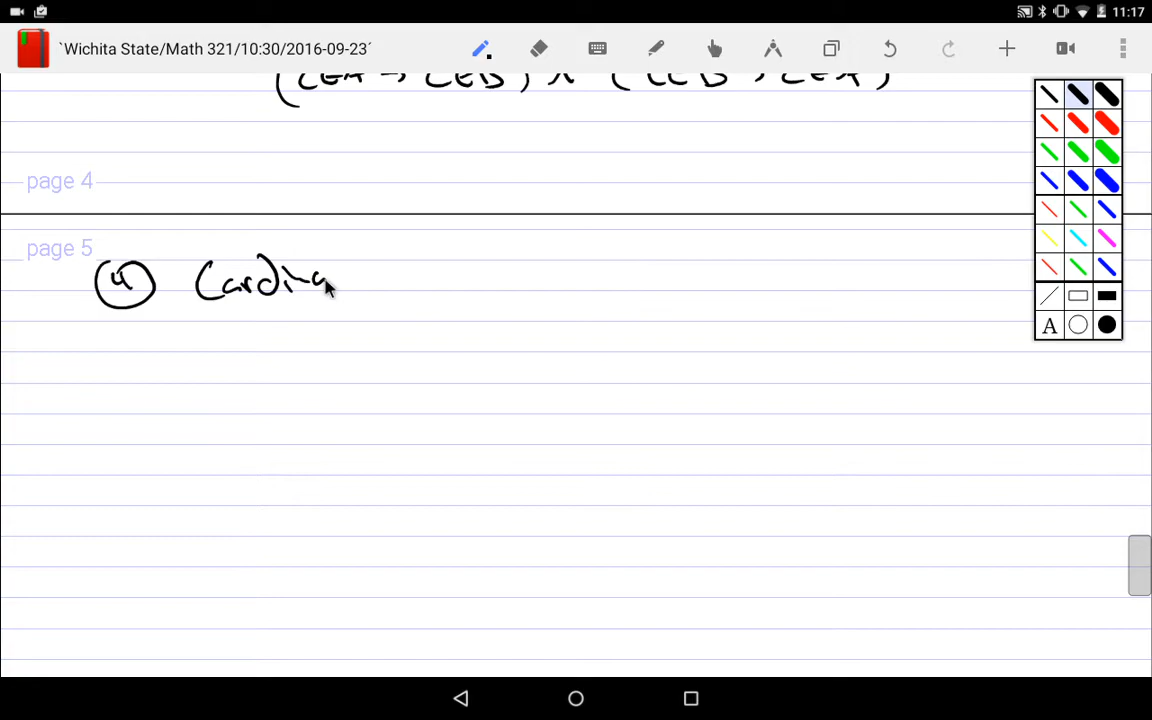 11:17
`Wichita State/Math 321/10:30/2016-09-23´
(C∈A → C∈B) ∧ (C∈B → C∈A)
page 4
page 5
④ Cardina
A